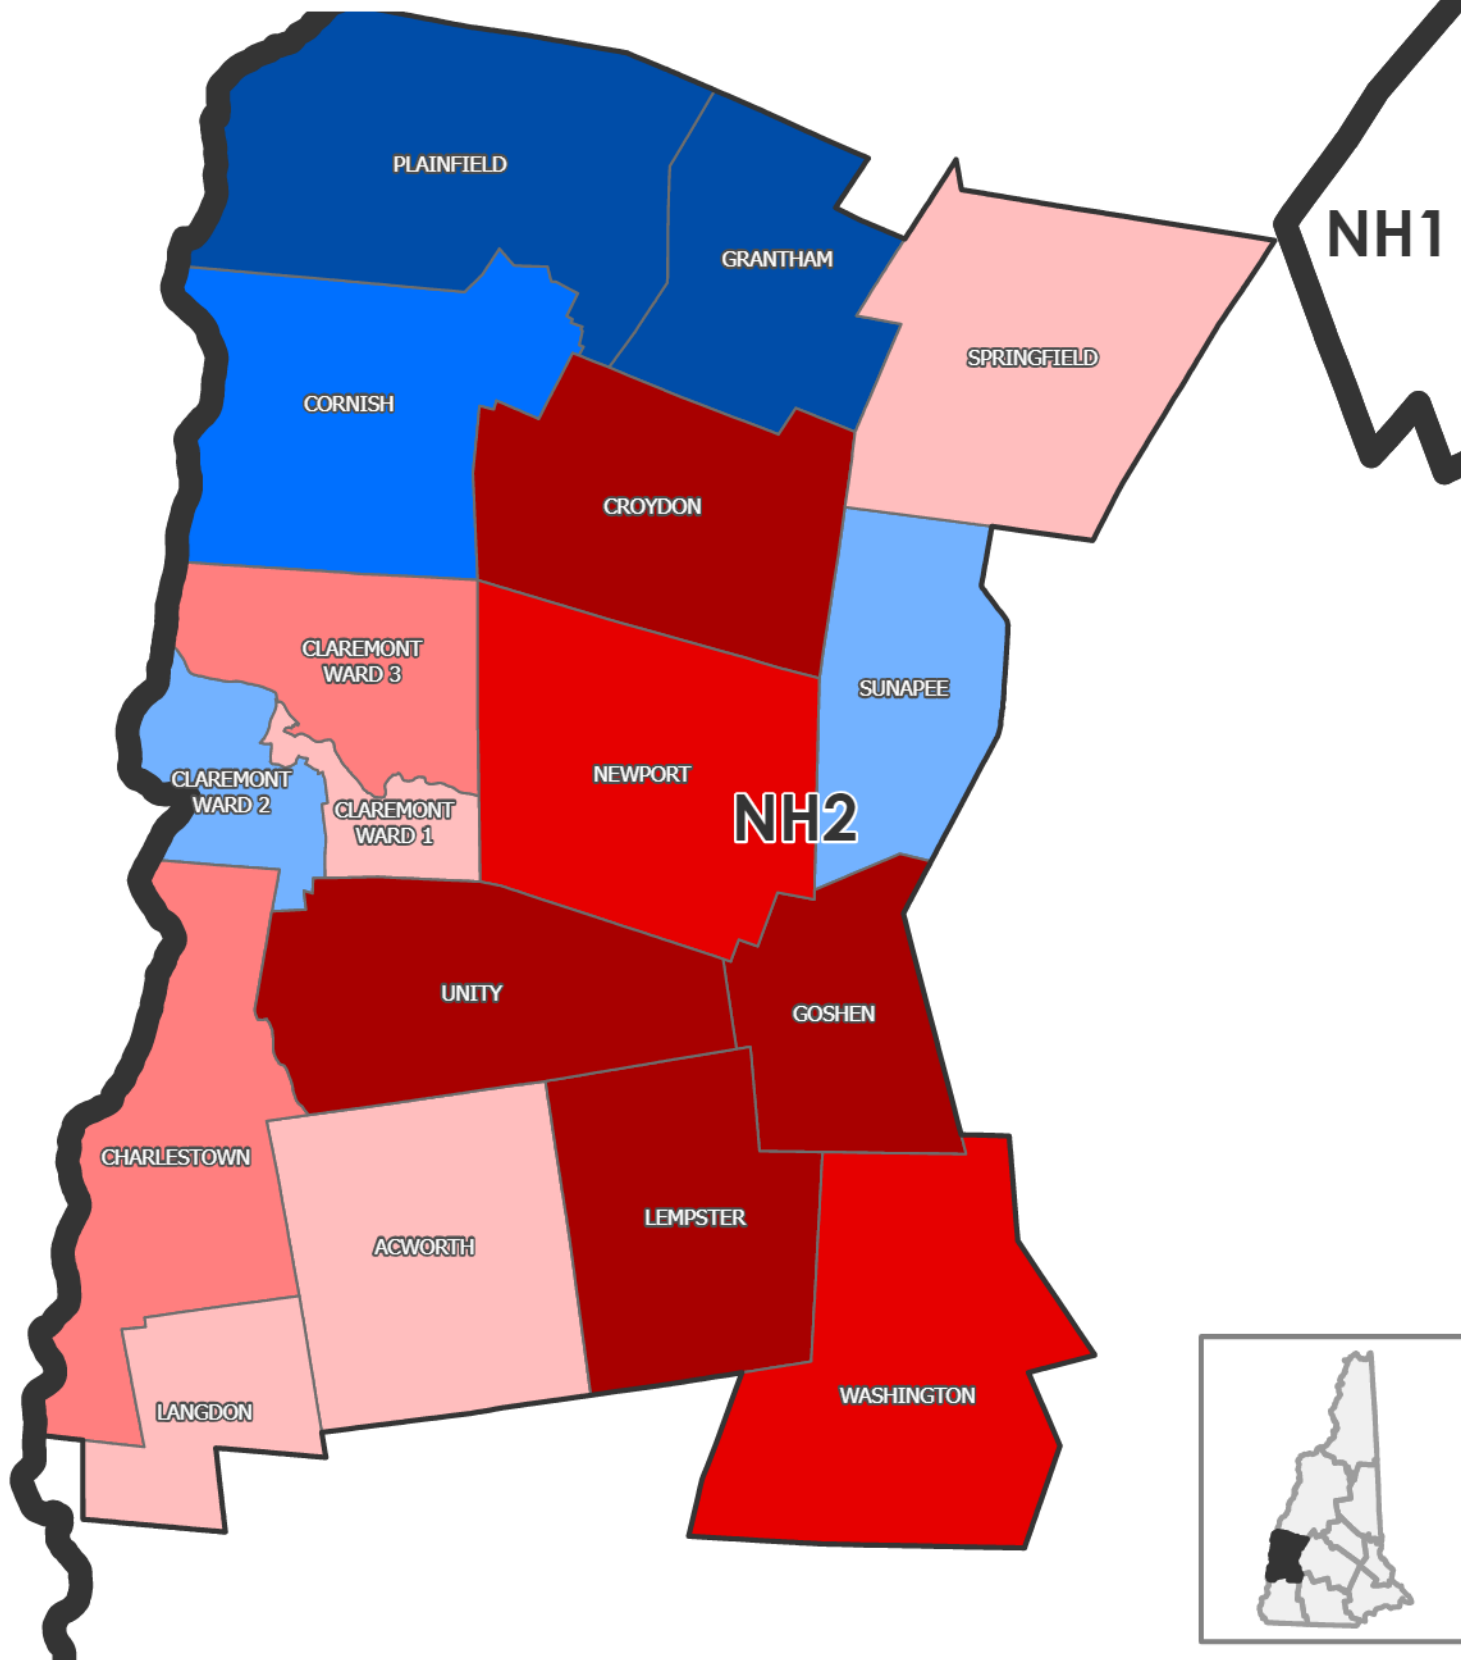 PLAINFIELD
NH1
GRANTHAM
SPRINGFIELD
CORNISH
CROYDON
CLAREMONT
WARD 3
SUNAPEE
CLAREMONT
WARD 2
NEWPORT
CLAREMONT
WARD 1
NH2
UNITY
GOSHEN
CHARLESTOWN
LEMPSTER
ACWORTH
WASHINGTON
LANGDON